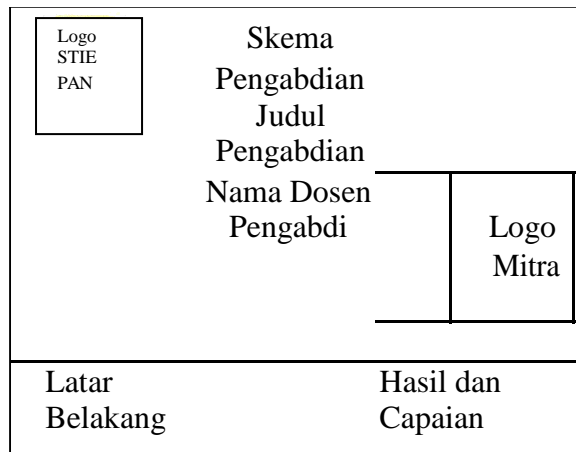 Logo
STIE
PAN
Skema
Pengabdian
Judul
Pengabdian
Nama Dosen
Pengabdi
Logo
Mitra
Latar
Belakang
Hasil dan
Capaian